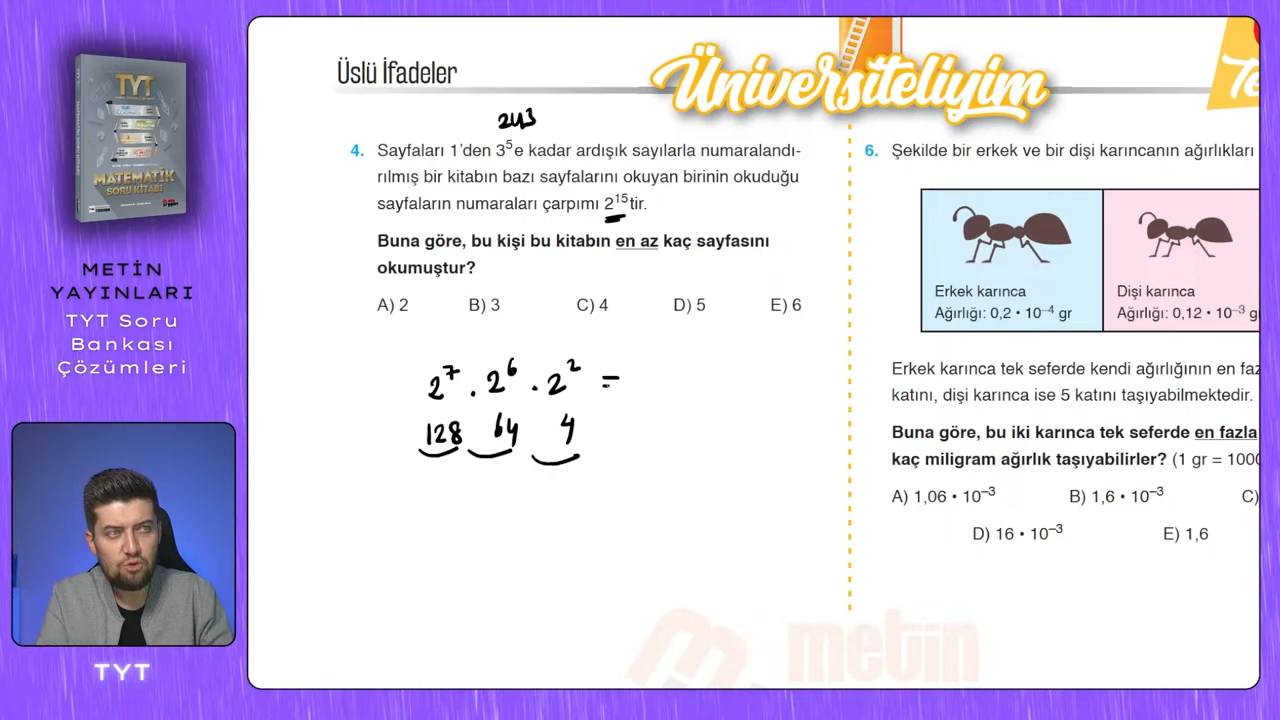 TYT
MATEMATİK
SORU KİTABI
METİN
YAYINLARI
TYT Soru
Bankası
Çözümleri
TYT
Üslü İfadeler
Üniversiteliyim
Te
243
4. Sayfaları 1’den 3⁵e kadar ardışık sayılarla numaralandı-
rılmış bir kitabın bazı sayfalarını okuyan birinin okuduğu
sayfaların numaraları çarpımı 2¹⁵tir.
Buna göre, bu kişi bu kitabın en az kaç sayfasını
okumuştur?
A) 2 B) 3 C) 4 D) 5 E) 6
2⁷ . 2⁶ . 2² =
128 64 4
6. Şekilde bir erkek ve bir dişi karıncanın ağırlıkları
Erkek karınca
Ağırlığı: 0,2 • 10⁻⁴ gr
Dişi karınca
Ağırlığı: 0,12 • 10⁻³ g
Erkek karınca tek seferde kendi ağırlığının en faz
katını, dişi karınca ise 5 katını taşıyabilmektedir.
Buna göre, bu iki karınca tek seferde en fazla
kaç miligram ağırlık taşıyabilirler? (1 gr = 1000
A) 1,06 • 10⁻³ B) 1,6 • 10⁻³ C)
D) 16 • 10⁻³ E) 1,6
metin